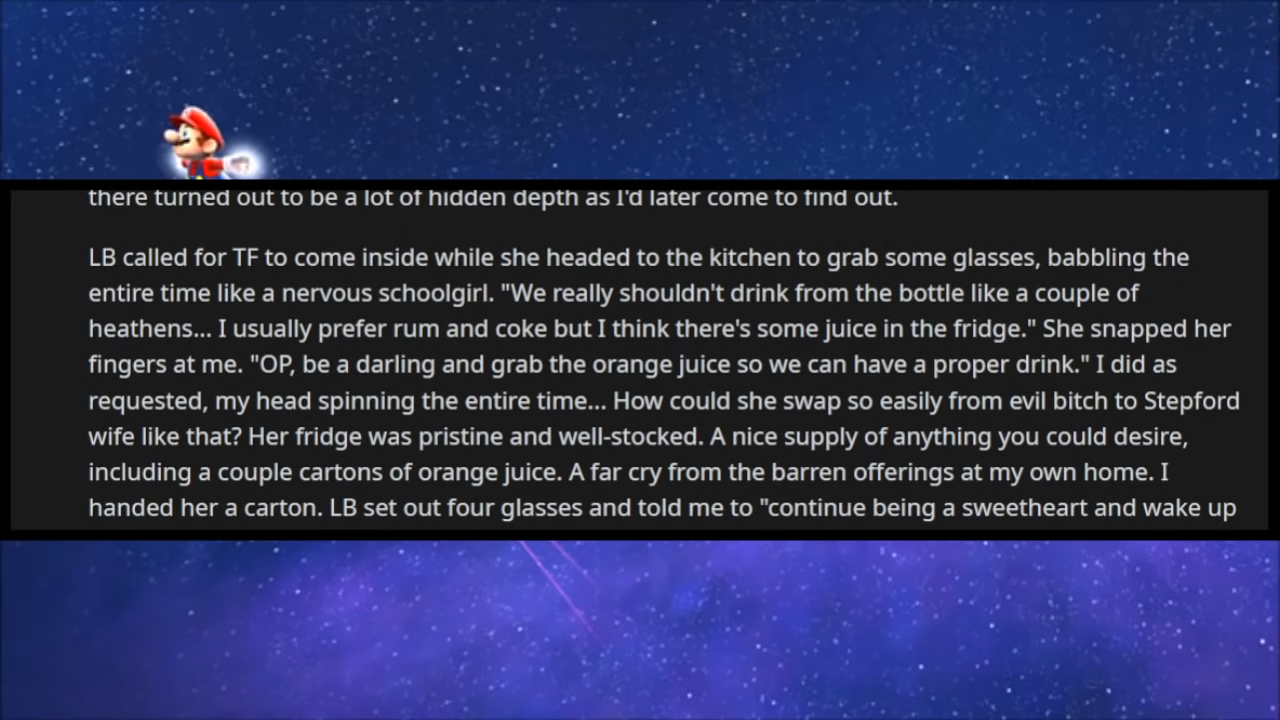 there turned out to be a lot of hidden depth as I'd later come to find out.
LB called for TF to come inside while she headed to the kitchen to grab some glasses, babbling the
entire time like a nervous schoolgirl. "We really shouldn't drink from the bottle like a couple of
heathens... I usually prefer rum and coke but I think there's some juice in the fridge." She snapped her
fingers at me. "OP, be a darling and grab the orange juice so we can have a proper drink." I did as
requested, my head spinning the entire time... How could she swap so easily from evil bitch to Stepford
wife like that? Her fridge was pristine and well-stocked. A nice supply of anything you could desire,
including a couple cartons of orange juice. A far cry from the barren offerings at my own home. I
handed her a carton. LB set out four glasses and told me to "continue being a sweetheart and wake up